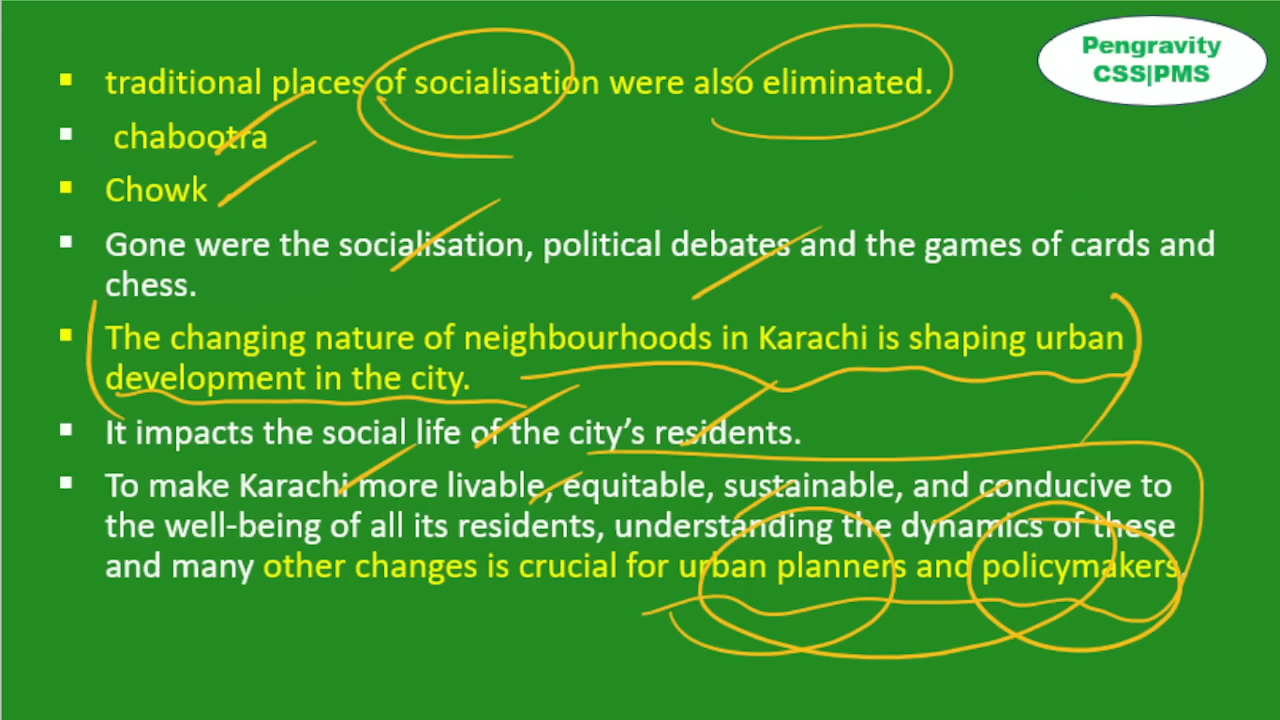 Pengravity
CSS|PMS
traditional places of socialisation were also eliminated.
chabootra
Chowk
Gone were the socialisation, political debates and the games of cards and
chess.
The changing nature of neighbourhoods in Karachi is shaping urban
development in the city.
It impacts the social life of the city's residents.
To make Karachi more livable, equitable, sustainable, and conducive to
the well-being of all its residents, understanding the dynamics of these
and many other changes is crucial for urban planners and policymakers.